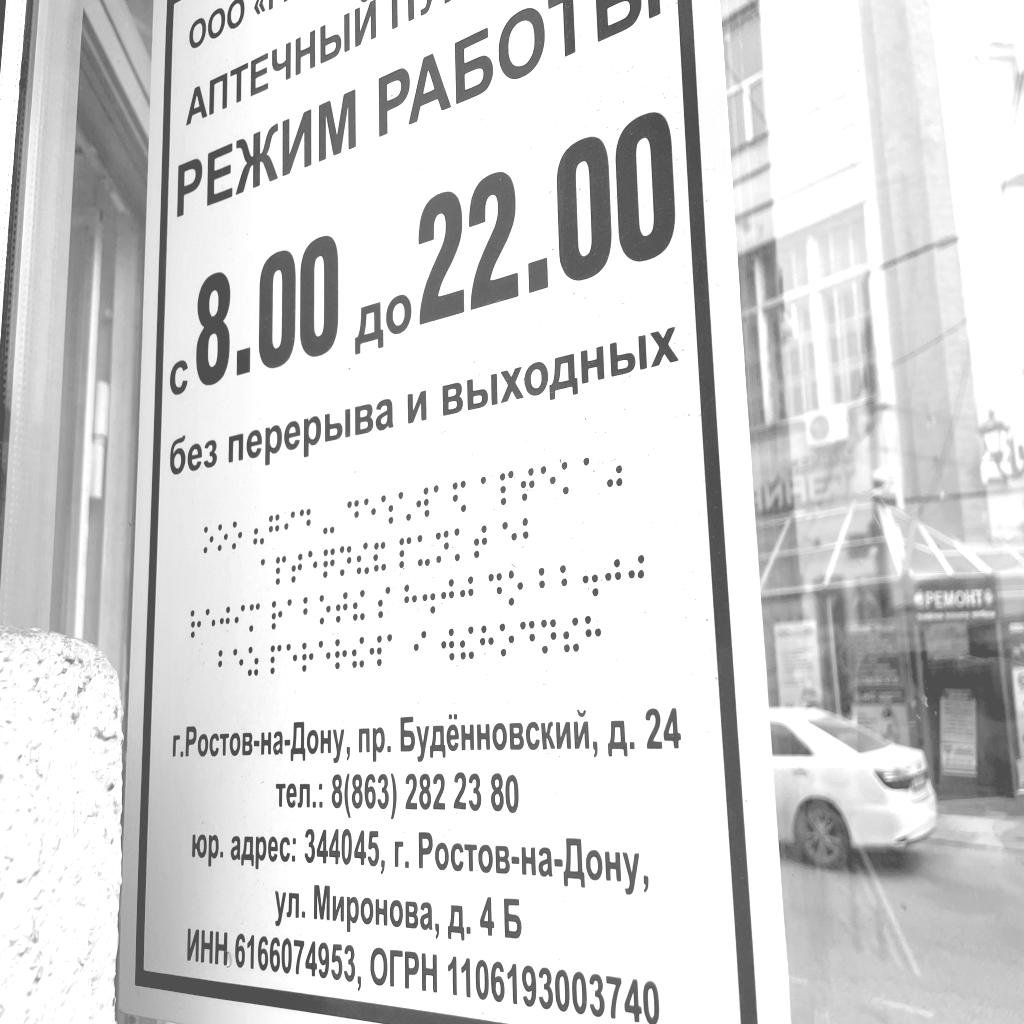 ООО
АПТЕЧНЫЙ
РЕЖИМ РАБОТЫ
с 8.00 до 22.00
без перерыва и выходных
г.Ростов-на-Дону, пр. Будённовский, д. 24
тел.: 8(863) 282 23 80
юр. адрес: 344045, г. Ростов-на-Дону,
ул. Миронова, д. 4 Б
ИНН 6166074953, ОГРН 1106193003740
РЕМОНТ